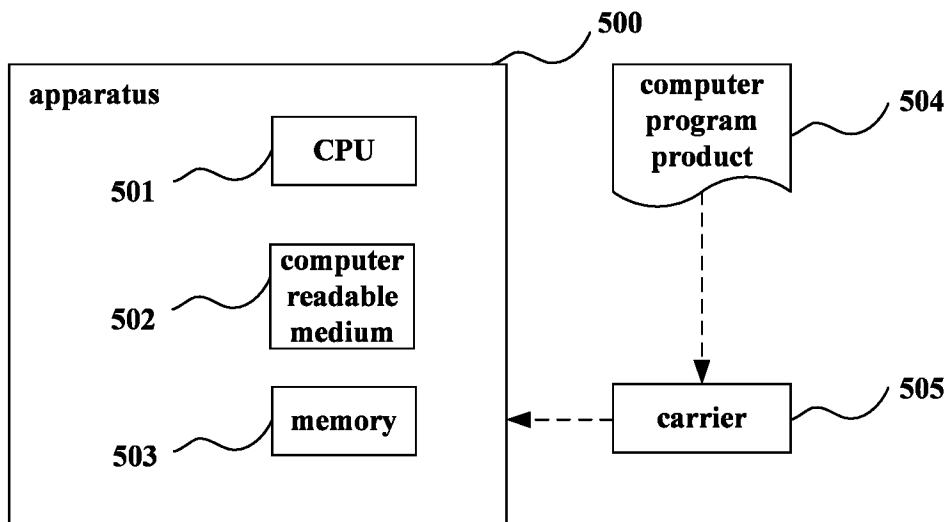 500
apparatus
CPU
501
computer
readable
medium
502
memory
503
computer
program
product
504
carrier
505